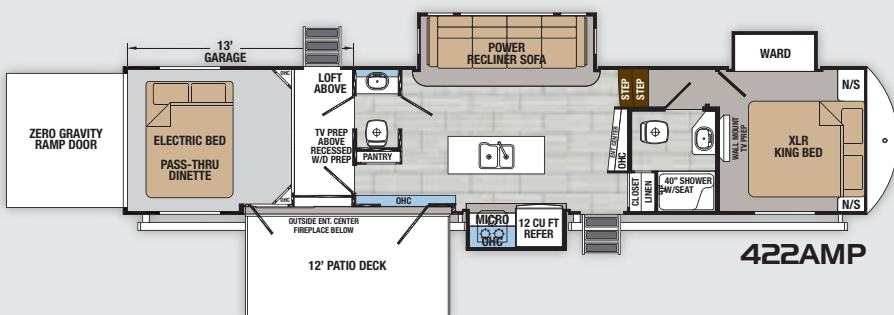 13'
GARAGE
ZERO GRAVITY
RAMP DOOR
ELECTRIC BED
PASS-THRU
DINETTE
OHC
OHC
LOFT
ABOVE
TV PREP
ABOVE
RECESSED
W/D PREP
OHC
PANTRY
OHC
OUTSIDE ENT. CENTER
FIREPLACE BELOW
12' PATIO DECK
POWER
RECLINER SOFA
MICRO
OHC
12 CU FT
REFER
STEP
STEP
ENT CENTER
OHC
CLOSET
LINEN
40" SHOWER
W/SEAT
WALL MOUNT
TV PREP
WARD
N/S
XLR
KING BED
N/S
422AMP